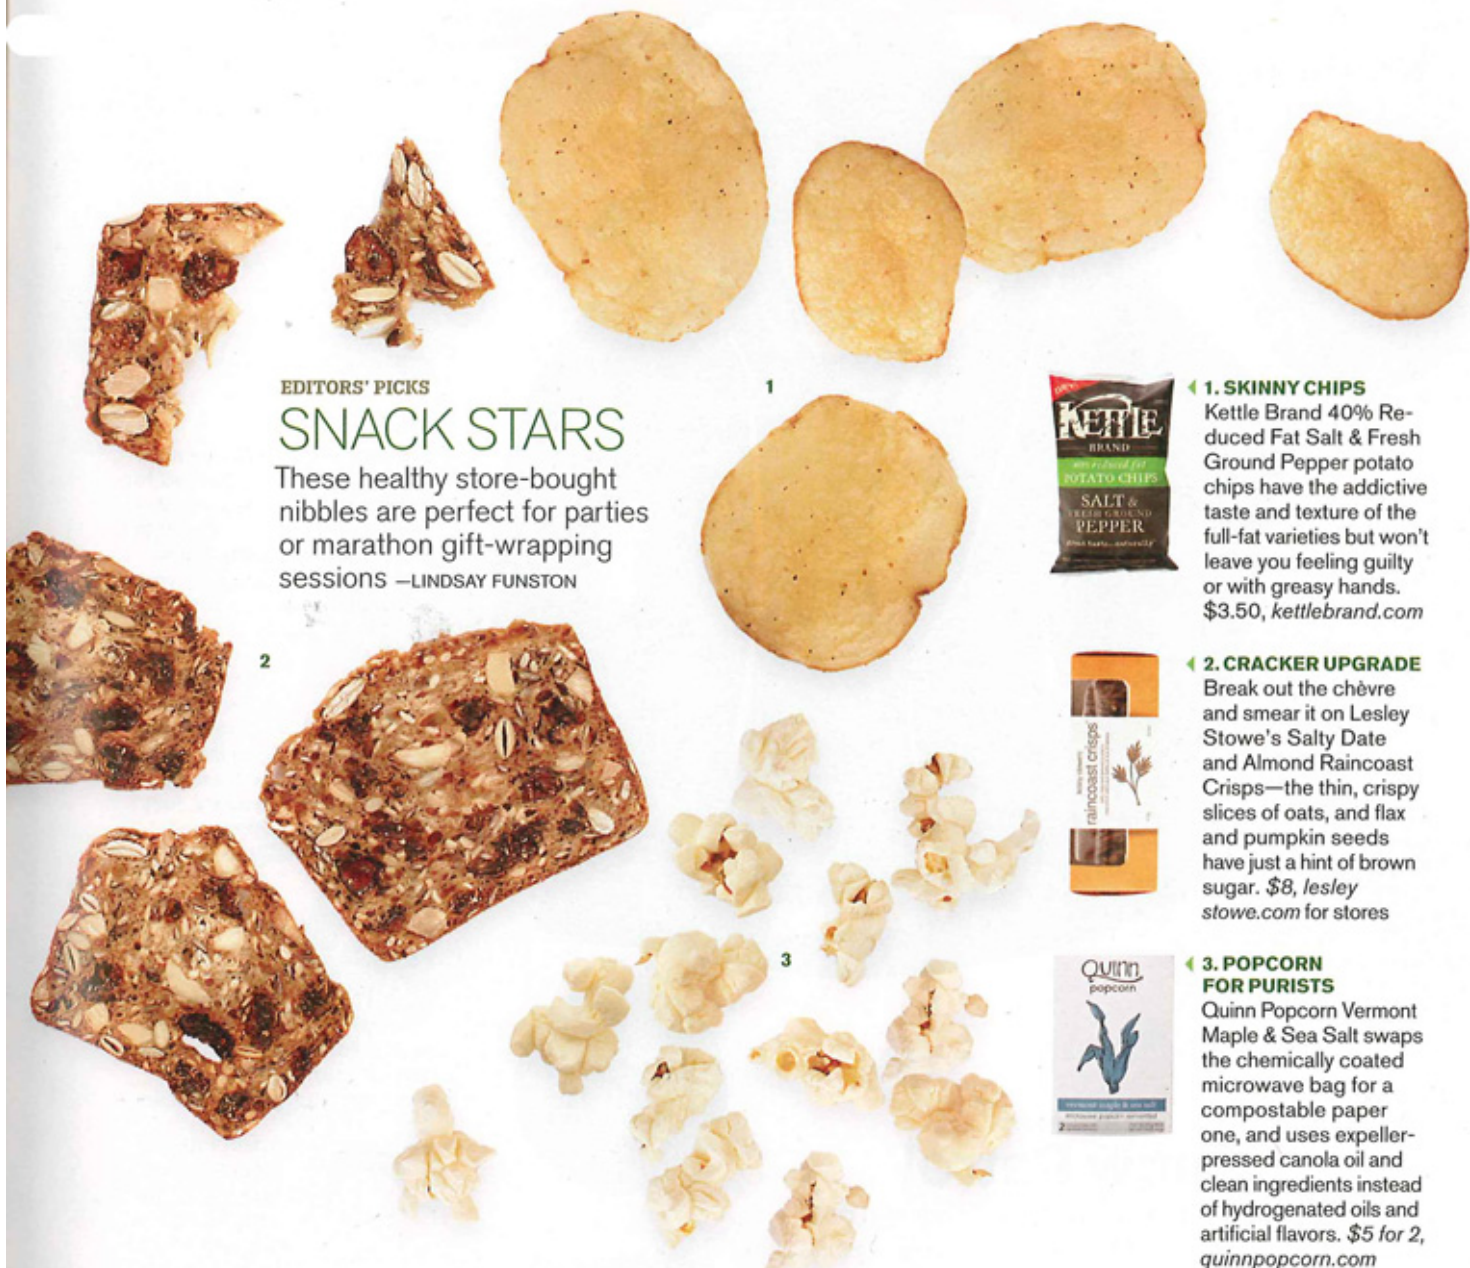 EDITORS' PICKS
SNACK STARS
These healthy store-bought
nibbles are perfect for parties
or marathon gift-wrapping
sessions —LINDSAY FUNSTON
1
2
3
KETTLE
BRAND
40% reduced fat
POTATO CHIPS
SALT &
FRESH GROUND
PEPPER
1. SKINNY CHIPS
Kettle Brand 40% Re-
duced Fat Salt & Fresh
Ground Pepper potato
chips have the addictive
taste and texture of the
full-fat varieties but won't
leave you feeling guilty
or with greasy hands.
$3.50, kettlebrand.com
raincoast crisps
2. CRACKER UPGRADE
Break out the chèvre
and smear it on Lesley
Stowe's Salty Date
and Almond Raincoast
Crisps—the thin, crispy
slices of oats, and flax
and pumpkin seeds
have just a hint of brown
sugar. $8, lesley
stowe.com for stores
Quinn
popcorn
2
3. POPCORN
FOR PURISTS
Quinn Popcorn Vermont
Maple & Sea Salt swaps
the chemically coated
microwave bag for a
compostable paper
one, and uses expeller-
pressed canola oil and
clean ingredients instead
of hydrogenated oils and
artificial flavors. $5 for 2,
quinnpopcorn.com